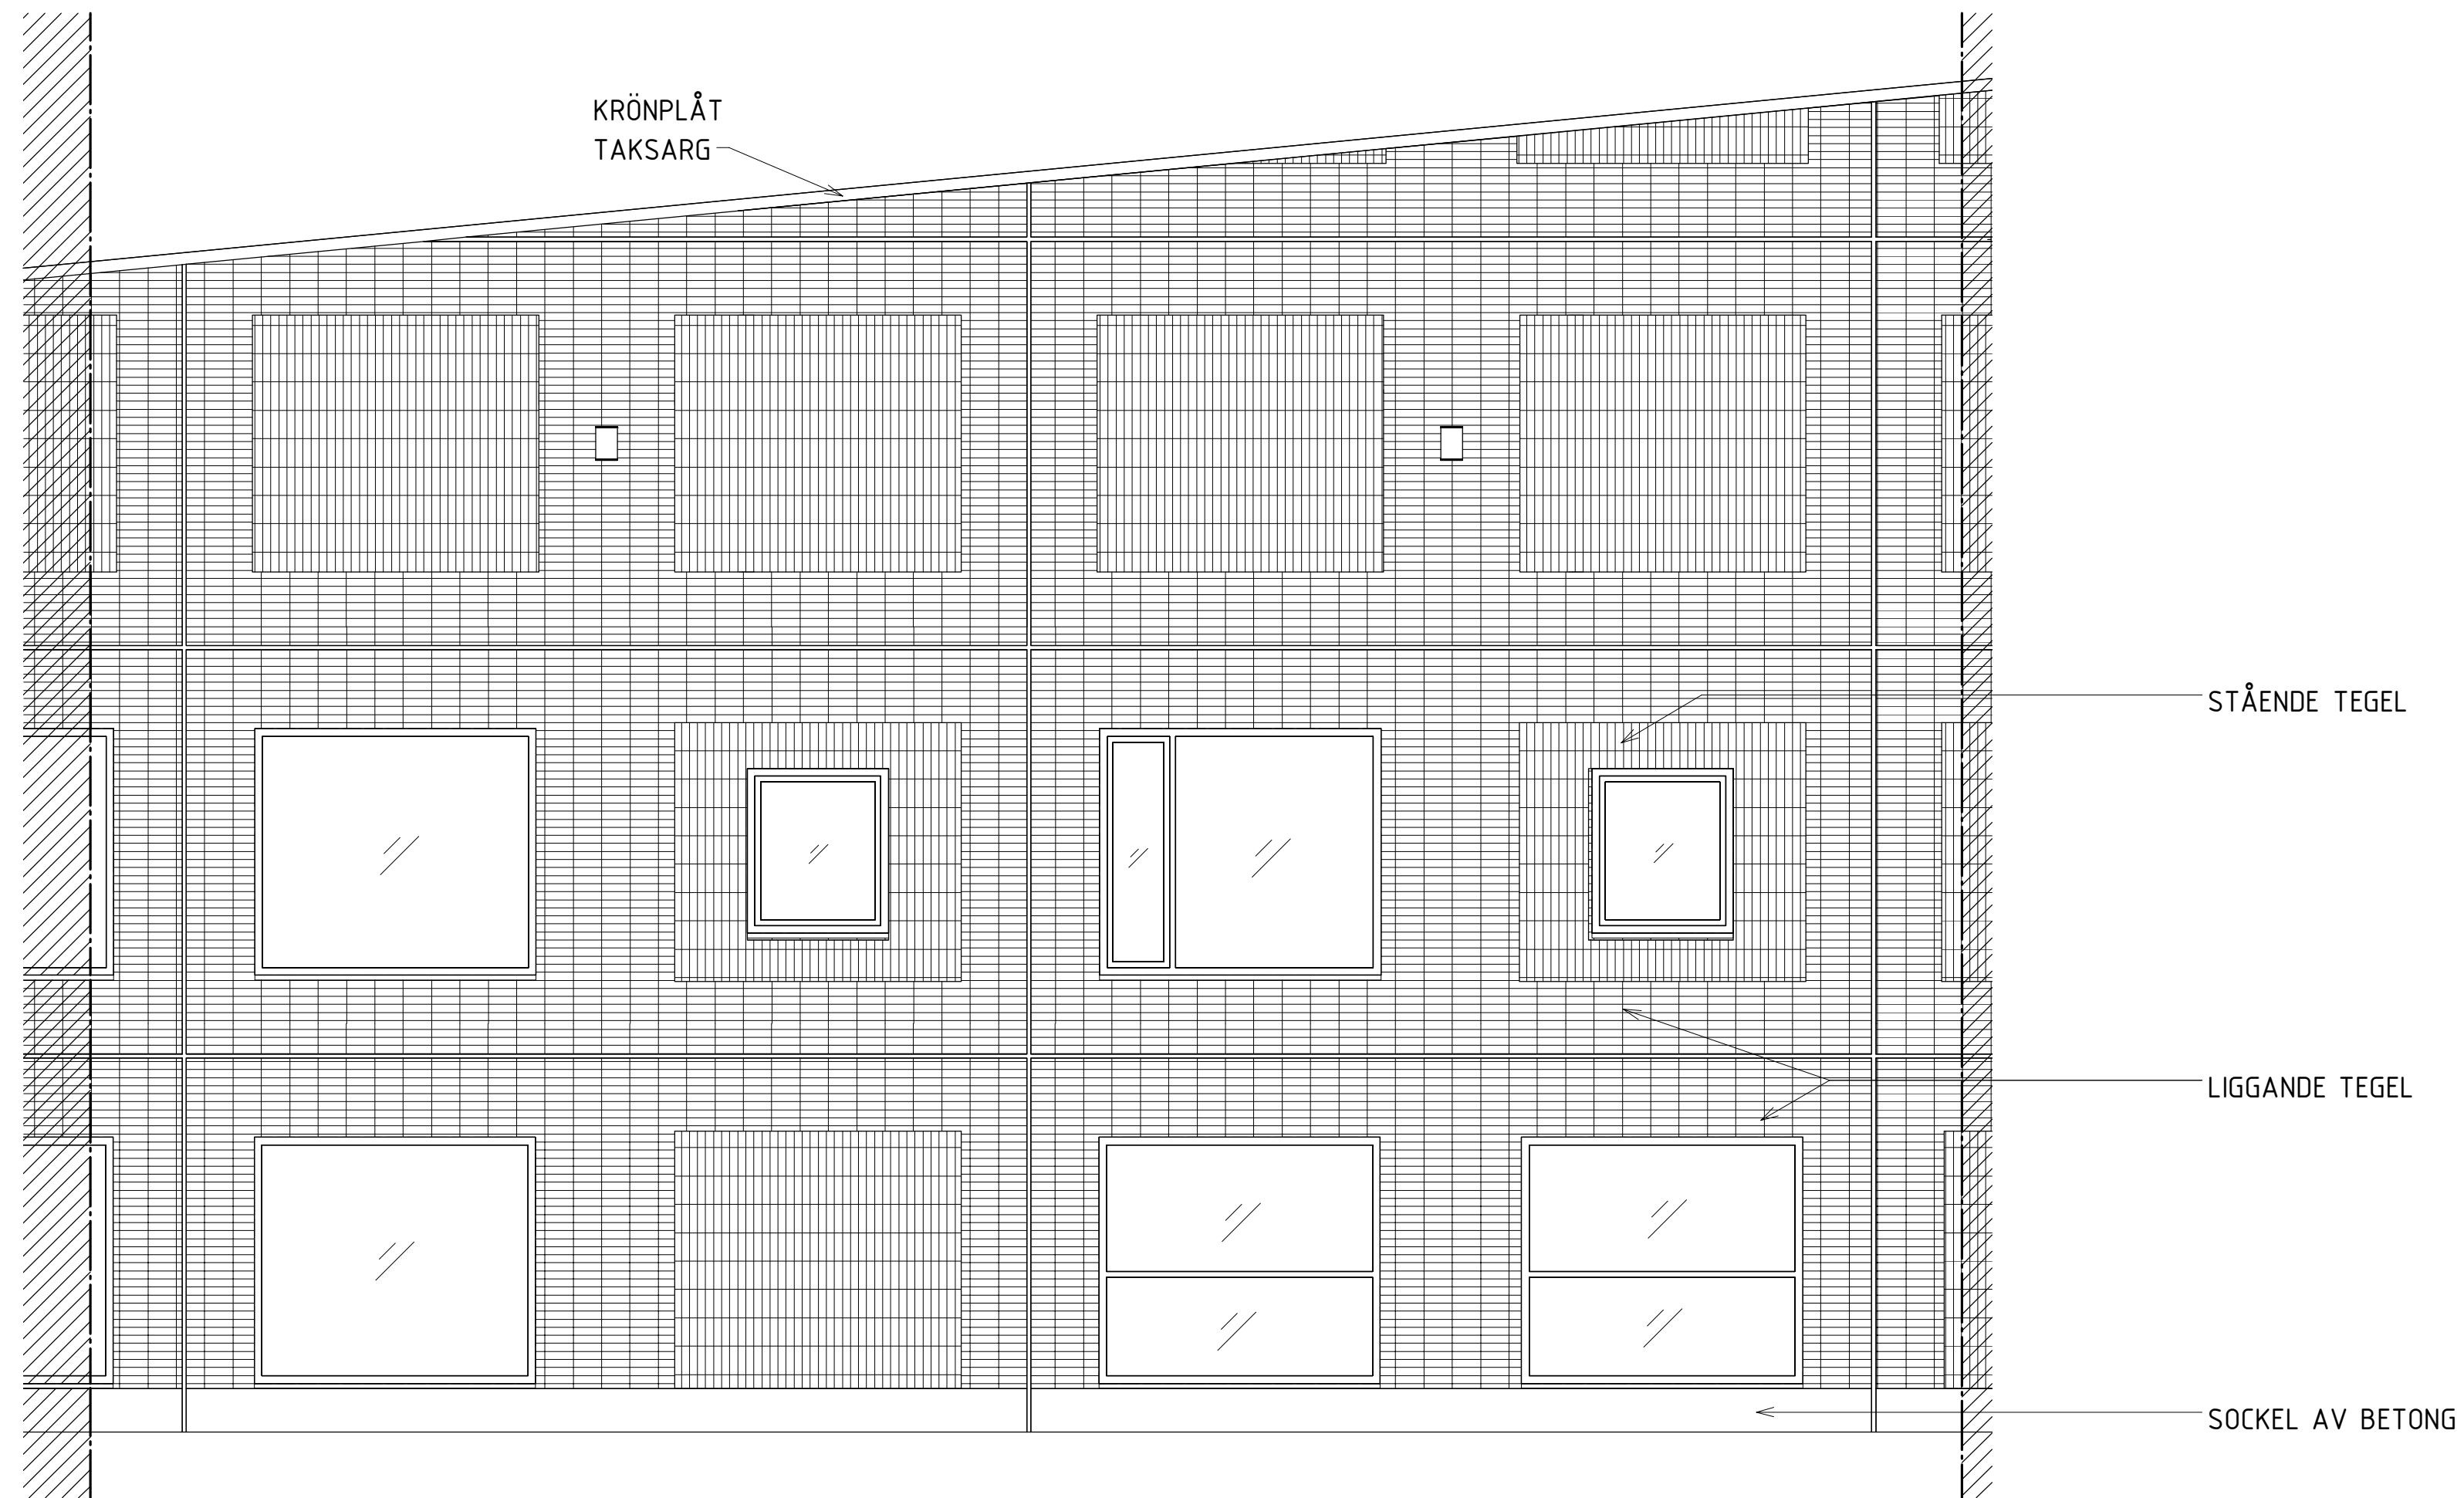 KRÖNPLÅT
TAKSARG
STÅENDE TEGEL
LIGGANDE TEGEL
SOCKEL AV BETONG